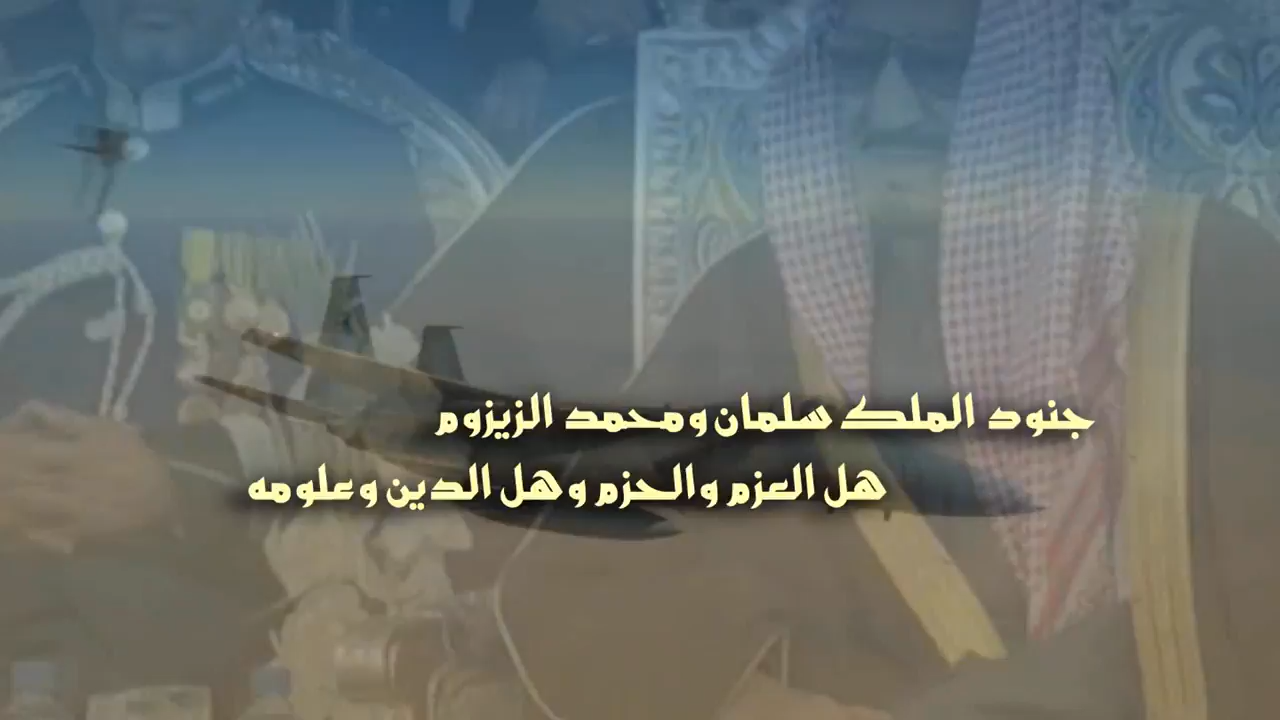 جنود الملك سلمان ومحمد الزيزوم
هل العزم والحزم وهل الدين وعلومه